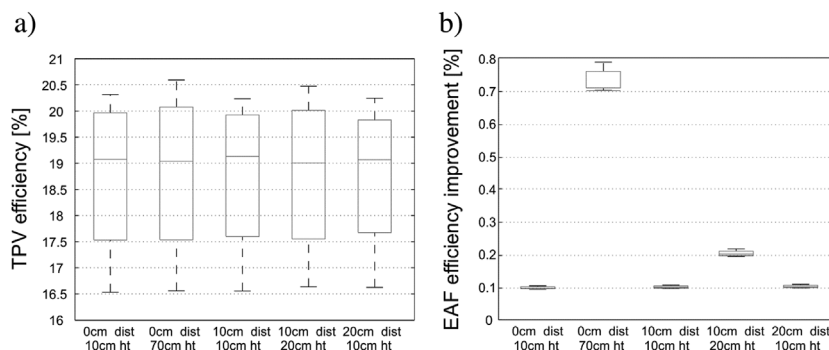 a)
TPV efficiency [%]
21
20.5
20
19.5
19
18.5
18
17.5
17
16.5
16
0cm dist
10cm ht
0cm dist
70cm ht
10cm dist
10cm ht
10cm dist
20cm ht
20cm dist
10cm ht
b)
EAF efficiency improvement [%]
0.8
0.7
0.6
0.5
0.4
0.3
0.2
0.1
0
0cm dist
10cm ht
0cm dist
70cm ht
10cm dist
10cm ht
10cm dist
20cm ht
20cm dist
10cm ht